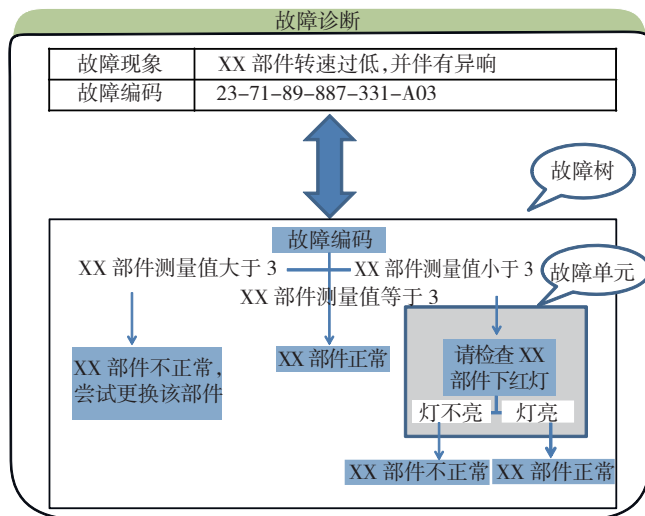 故障诊断
故障现象 XX 部件转速过低,并伴有异响
故障编码 23-71-89-887-331-A03
故障树
故障编码
XX 部件测量值大于 3
XX 部件测量值小于 3
故障单元
XX 部件测量值等于 3
XX 部件不正常,
尝试更换该部件
XX 部件正常
请检查 XX
部件下红灯
灯不亮
灯亮
XX 部件不正常
XX 部件正常